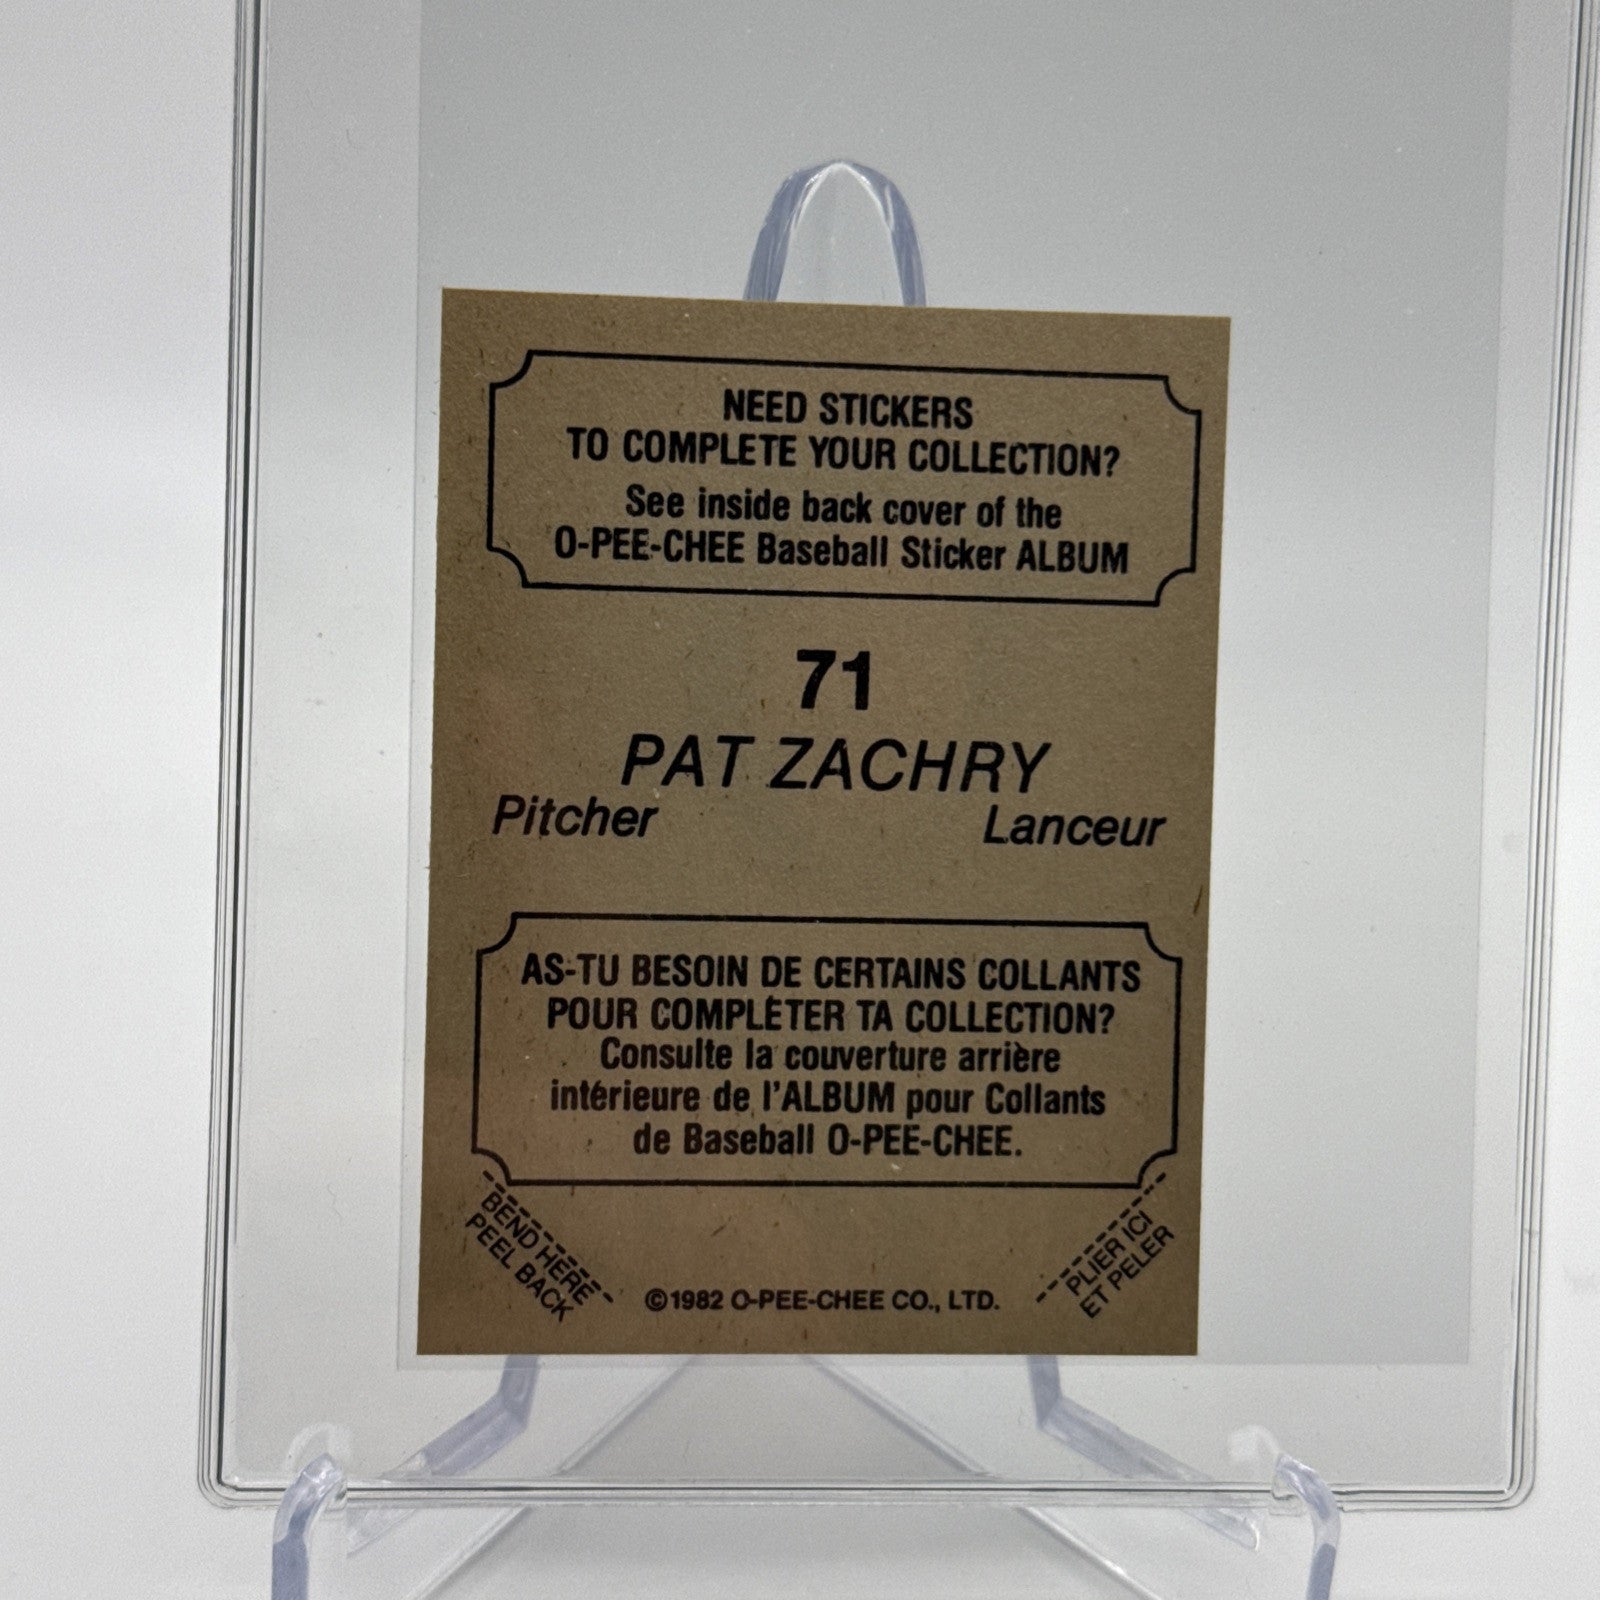 NEED STICKERS
TO COMPLETE YOUR COLLECTION?
See inside back cover of the
O-PEE-CHEE Baseball Sticker ALBUM
71
PAT ZACHRY
Pitcher Lanceur
AS-TU BESOIN DE CERTAINS COLLANTS
POUR COMPLÉTER TA COLLECTION?
Consulte la couverture arrière
intérieure de l'ALBUM pour Collants
de Baseball O-PEE-CHEE.
BEND HERE
PEEL BACK
©1982 O-PEE-CHEE CO., LTD.
PLIER ICI
ET PELER